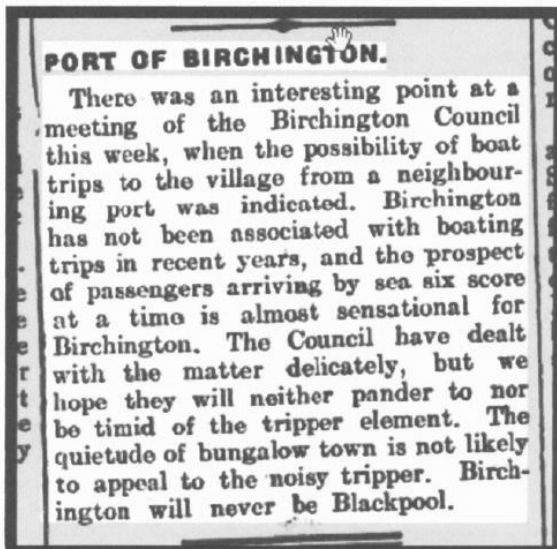 PORT OF BIRCHINGTON.
There was an interesting point at a
meeting of the Birchington Council
this week, when the possibility of boat
trips to the village from a neighbour-
ing port was indicated. Birchington
has not been associated with boating
trips in recent years, and the prospect
of passengers arriving by sea six score
at a time is almost sensational for
Birchington. The Council have dealt
with the matter delicately, but we
hope they will neither pander to nor
be timid of the tripper element. The
quietude of bungalow town is not likely
to appeal to the noisy tripper. Birch-
ington will never be Blackpool.